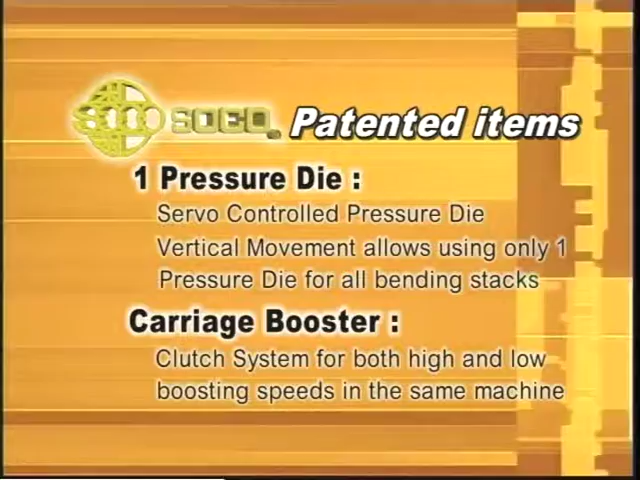 SOCO SOCO Patented items
1 Pressure Die :
Servo Controlled Pressure Die
Vertical Movement allows using only 1
Pressure Die for all bending stacks
Carriage Booster :
Clutch System for both high and low
boosting speeds in the same machine